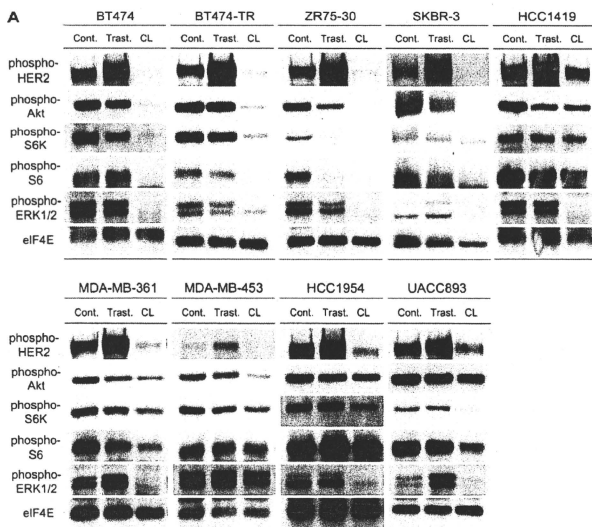 A
BT474 BT474-TR ZR75-30 SKBR-3 HCC1419
Cont. Trast. CL Cont. Trast. CL Cont. Trast. CL Cont. Trast. CL Cont. Trast. CL
phospho-
HER2
phospho-
Akt
phospho-
S6K
phospho-
S6
phospho-
ERK1/2
eIF4E
MDA-MB-361 MDA-MB-453 HCC1954 UACC893
Cont. Trast. CL Cont. Trast. CL Cont. Trast. CL Cont. Trast. CL
phospho-
HER2
phospho-
Akt
phospho-
S6K
phospho-
S6
phospho-
ERK1/2
eIF4E